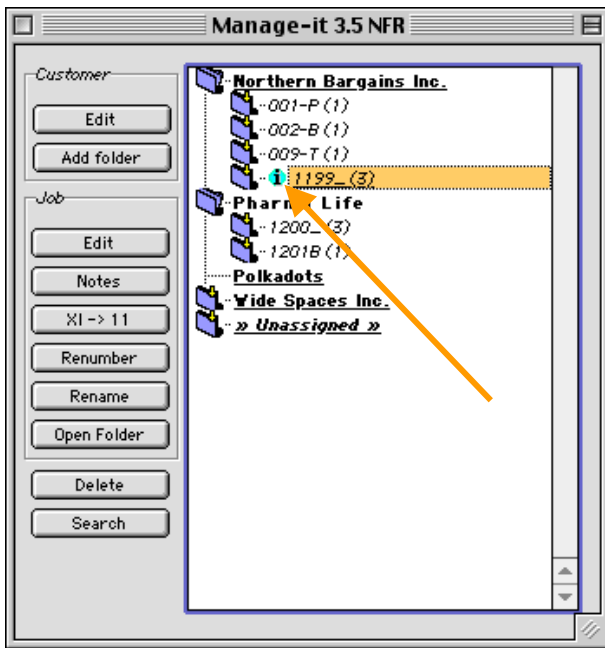 Manage-it 3.5 NFR
Customer
Edit
Add folder
Job
Edit
Notes
XI -> 11
Renumber
Rename
Open Folder
Delete
Search
Northern Bargains Inc.
001-P (1)
002-B (1)
009-T (1)
i 1199_ (3)
Pharm Life
1200_ (3)
1201B (1)
Polkadots
Wide Spaces Inc.
» Unassigned »